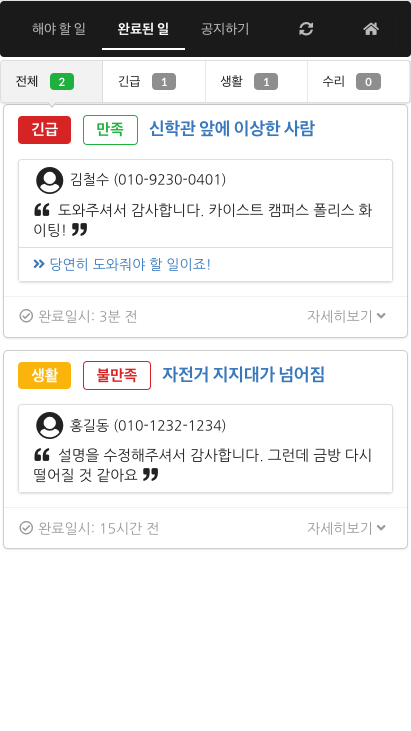 해야 할 일 완료된 일 공지하기
전체 2 긴급 1 생활 1 수리 0
긴급 만족 신학관 앞에 이상한 사람
김철수 (010-9230-0401)
❝ 도와주셔서 감사합니다. 카이스트 캠퍼스 폴리스 화
이팅! ❞
» 당연히 도와줘야 할 일이죠!
완료일시: 3분 전 자세히보기
생활 불만족 자전거 지지대가 넘어짐
홍길동 (010-1232-1234)
❝ 설명을 수정해주셔서 감사합니다. 그런데 금방 다시
떨어질 것 같아요 ❞
완료일시: 15시간 전 자세히보기